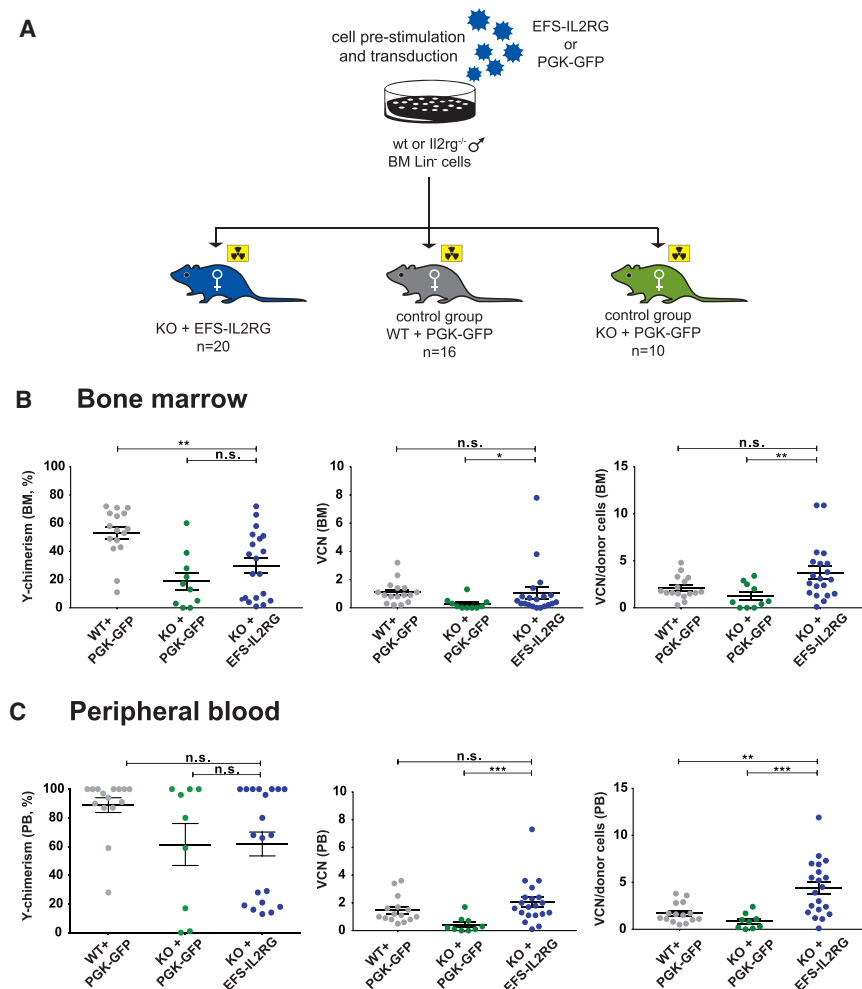 A
cell pre-stimulation
and transduction
EFS-IL2RG
or
PGK-GFP
wt or Il2rg-/- ♂
BM Lin- cells
KO + EFS-IL2RG
n=20
control group
WT + PGK-GFP
n=16
control group
KO + PGK-GFP
n=10
B Bone marrow
Y-chimerism (BM, %)
100
80
60
40
20
0
**
n.s.
WT+
PGK-GFP
KO +
PGK-GFP
KO +
EFS-IL2RG
VCN (BM)
10
8
6
4
2
0
n.s.
*
WT+
PGK-GFP
KO +
PGK-GFP
KO +
EFS-IL2RG
VCN/donor cells (BM)
15
10
5
0
n.s.
**
WT+
PGK-GFP
KO +
PGK-GFP
KO +
EFS-IL2RG
C Peripheral blood
Y-chimerism (PB, %)
100
80
60
40
20
0
n.s.
n.s.
WT+
PGK-GFP
KO +
PGK-GFP
KO +
EFS-IL2RG
VCN (PB)
10
8
6
4
2
0
n.s.
***
WT+
PGK-GFP
KO +
PGK-GFP
KO +
EFS-IL2RG
VCN/donor cells (PB)
15
10
5
0
**
***
WT+
PGK-GFP
KO +
PGK-GFP
KO +
EFS-IL2RG